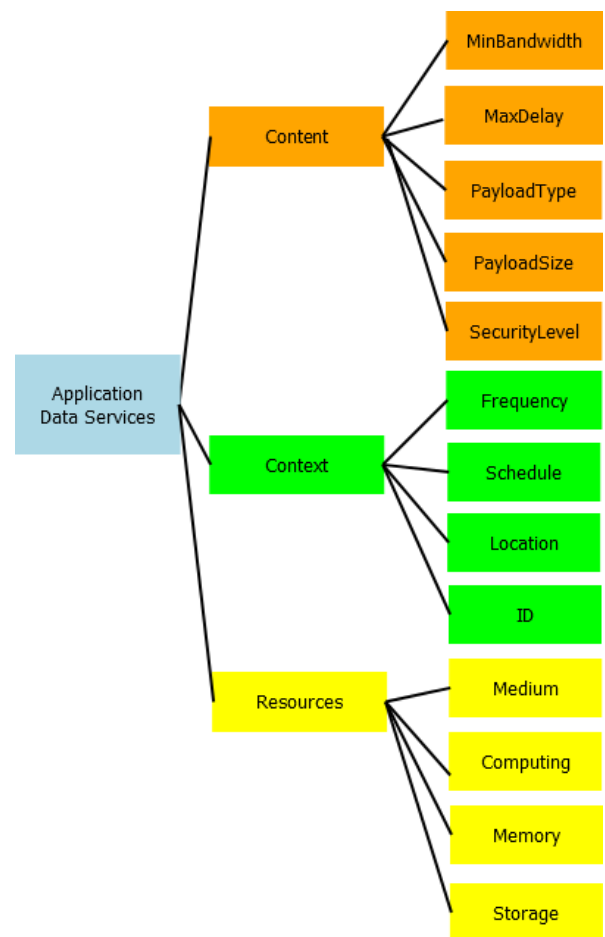 Application
Data Services
Content
MinBandwidth
MaxDelay
PayloadType
PayloadSize
SecurityLevel
Context
Frequency
Schedule
Location
ID
Resources
Medium
Computing
Memory
Storage